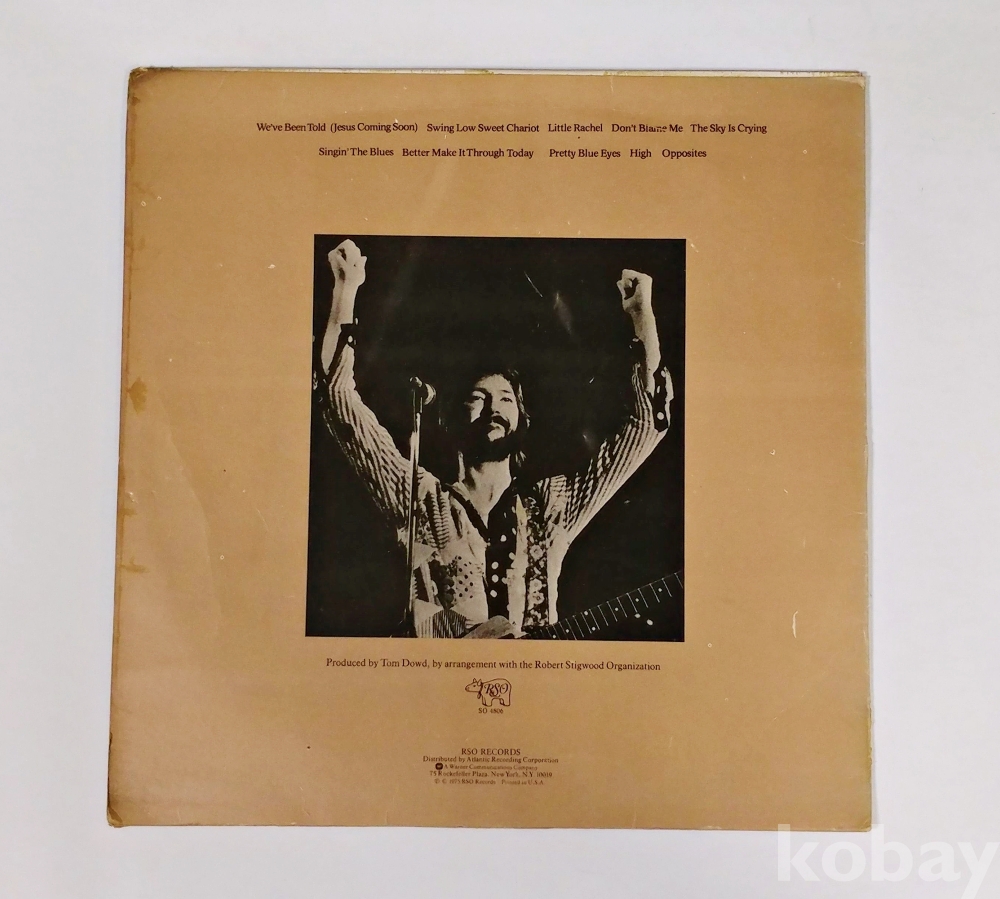 We've Been Told (Jesus Coming Soon) Swing Low Sweet Chariot Little Rachel Don't Blame Me The Sky Is Crying
Singin' The Blues Better Make It Through Today Pretty Blue Eyes High Opposites
Produced by Tom Dowd, by arrangement with the Robert Stigwood Organization
RSO
SO 4806
RSO RECORDS
Distributed by Atlantic Recording Corporation
A Warner Communications Company
75 Rockefeller Plaza, New York, N.Y. 10019
℗ © 1975 RSO Records Printed in U.S.A.
kobay